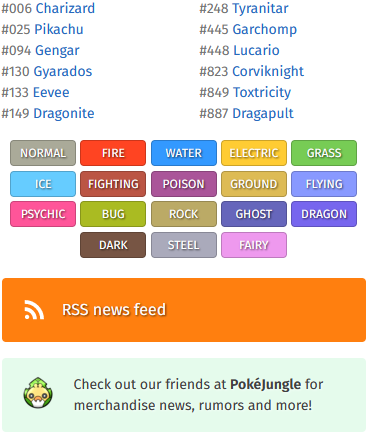 #006 Charizard
#025 Pikachu
#094 Gengar
#130 Gyarados
#133 Eevee
#149 Dragonite
#248 Tyranitar
#445 Garchomp
#448 Lucario
#823 Corviknight
#849 Toxtricity
#887 Dragapult
NORMAL FIRE WATER ELECTRIC GRASS
ICE FIGHTING POISON GROUND FLYING
PSYCHIC BUG ROCK GHOST DRAGON
DARK STEEL FAIRY
RSS news feed
Check out our friends at PokéJungle for
merchandise news, rumors and more!